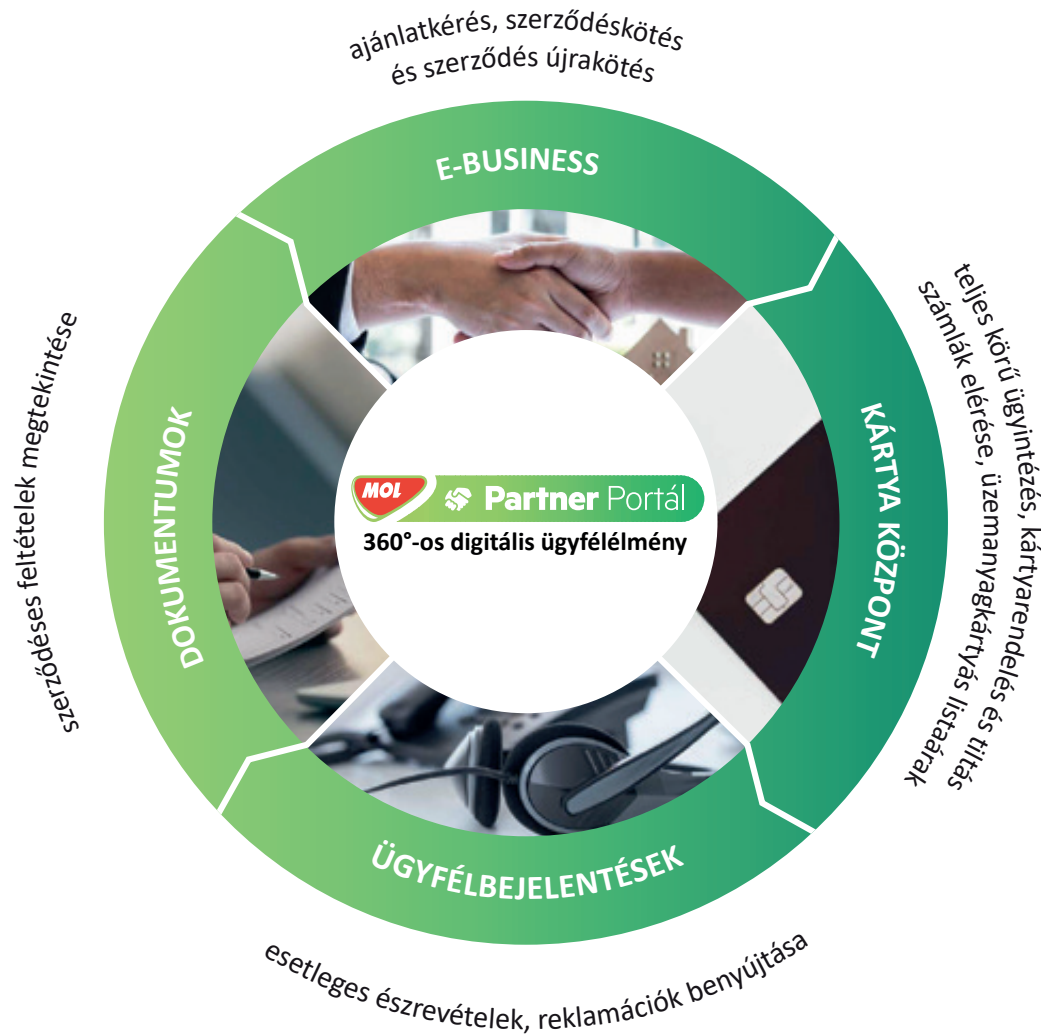 ajánlatkérés, szerződéskötés
és szerződés újrakötés
E-BUSINESS
teljes körű ügyintézés, kártyarendelés és tiltás
számlák elérése, üzemanyagkártyás listaárak
KÁRTYA KÖZPONT
szerződéses feltételek megtekintése
DOKUMENTUMOK
MOL Partner Portál
360°-os digitális ügyfélélmény
ÜGYFÉLBEJELENTÉSEK
esetleges észrevételek, reklamációk benyújtása